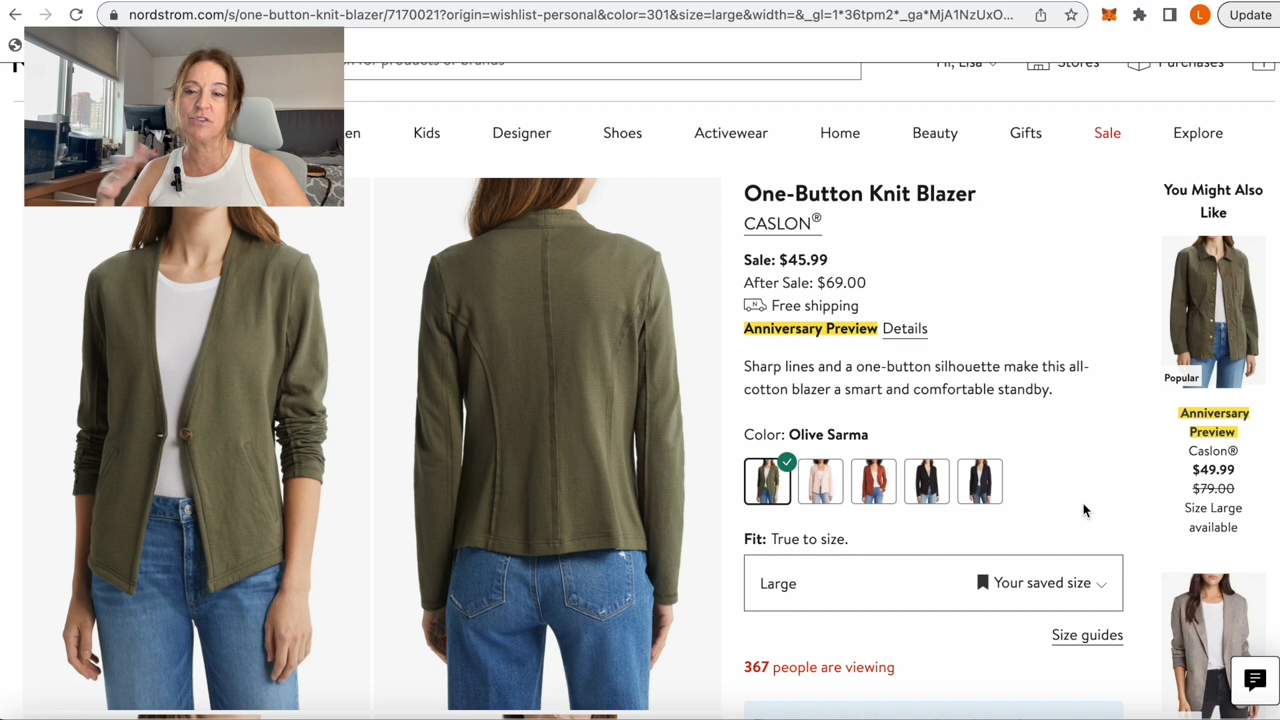 nordstrom.com/s/one-button-knit-blazer/7170021?origin=wishlist-personal&color=301&size=large&width=&_gl=1*36tpm2*_ga*MjA1NzUxO...
L
Update
for products or brands
Hi, Lisa
Stores
Purchases
en
Kids
Designer
Shoes
Activewear
Home
Beauty
Gifts
Sale
Explore
One-Button Knit Blazer
CASLON®
Sale: $45.99
After Sale: $69.00
N
Free shipping
Anniversary Preview Details
Sharp lines and a one-button silhouette make this all-
cotton blazer a smart and comfortable standby.
Color: Olive Sarma
Fit: True to size.
Large
Your saved size
Size guides
367 people are viewing
You Might Also
Like
Popular
Anniversary
Preview
Caslon®
$49.99
$79.00
Size Large
available